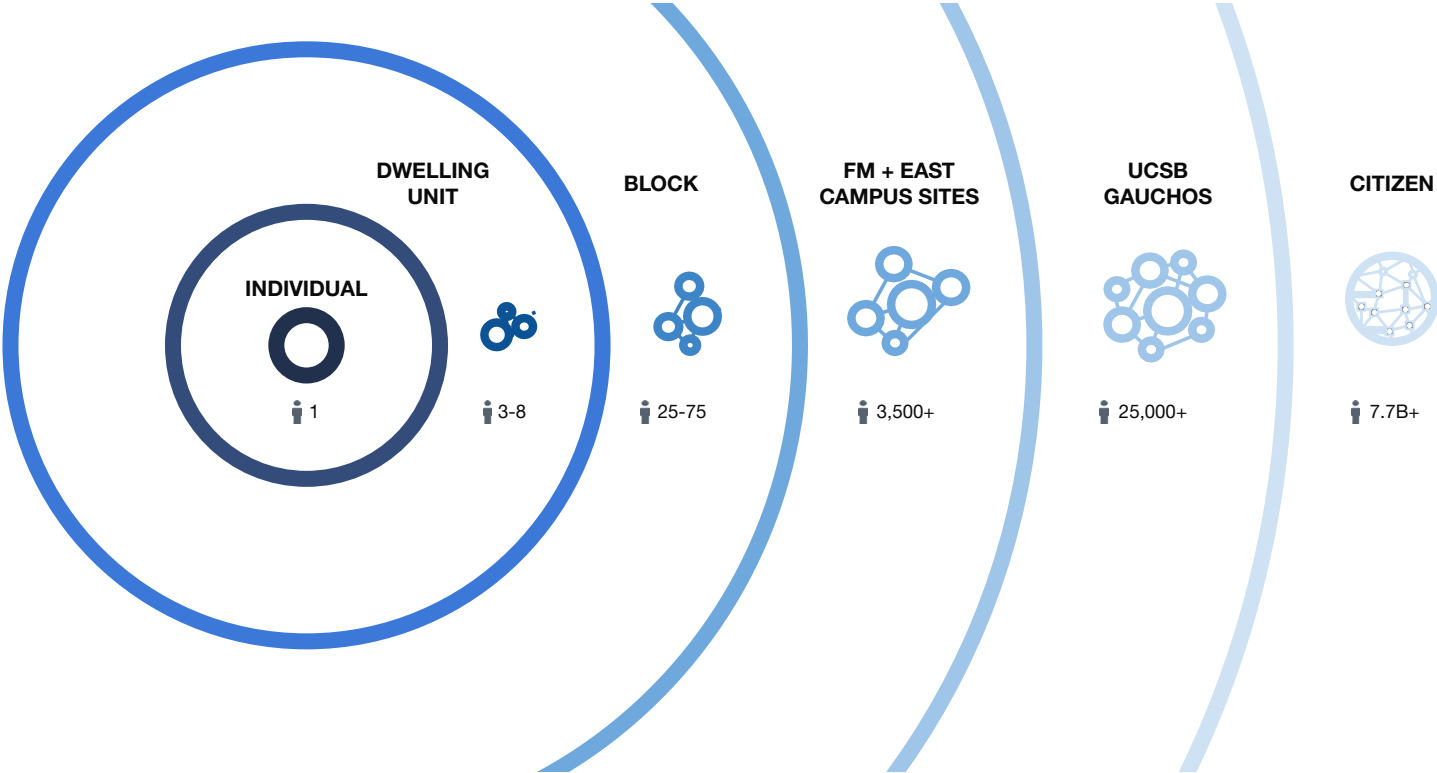 DWELLING
UNIT
BLOCK
FM + EAST
CAMPUS SITES
UCSB
GAUCHOS
CITIZEN
INDIVIDUAL
1
3-8
25-75
3,500+
25,000+
7.7B+